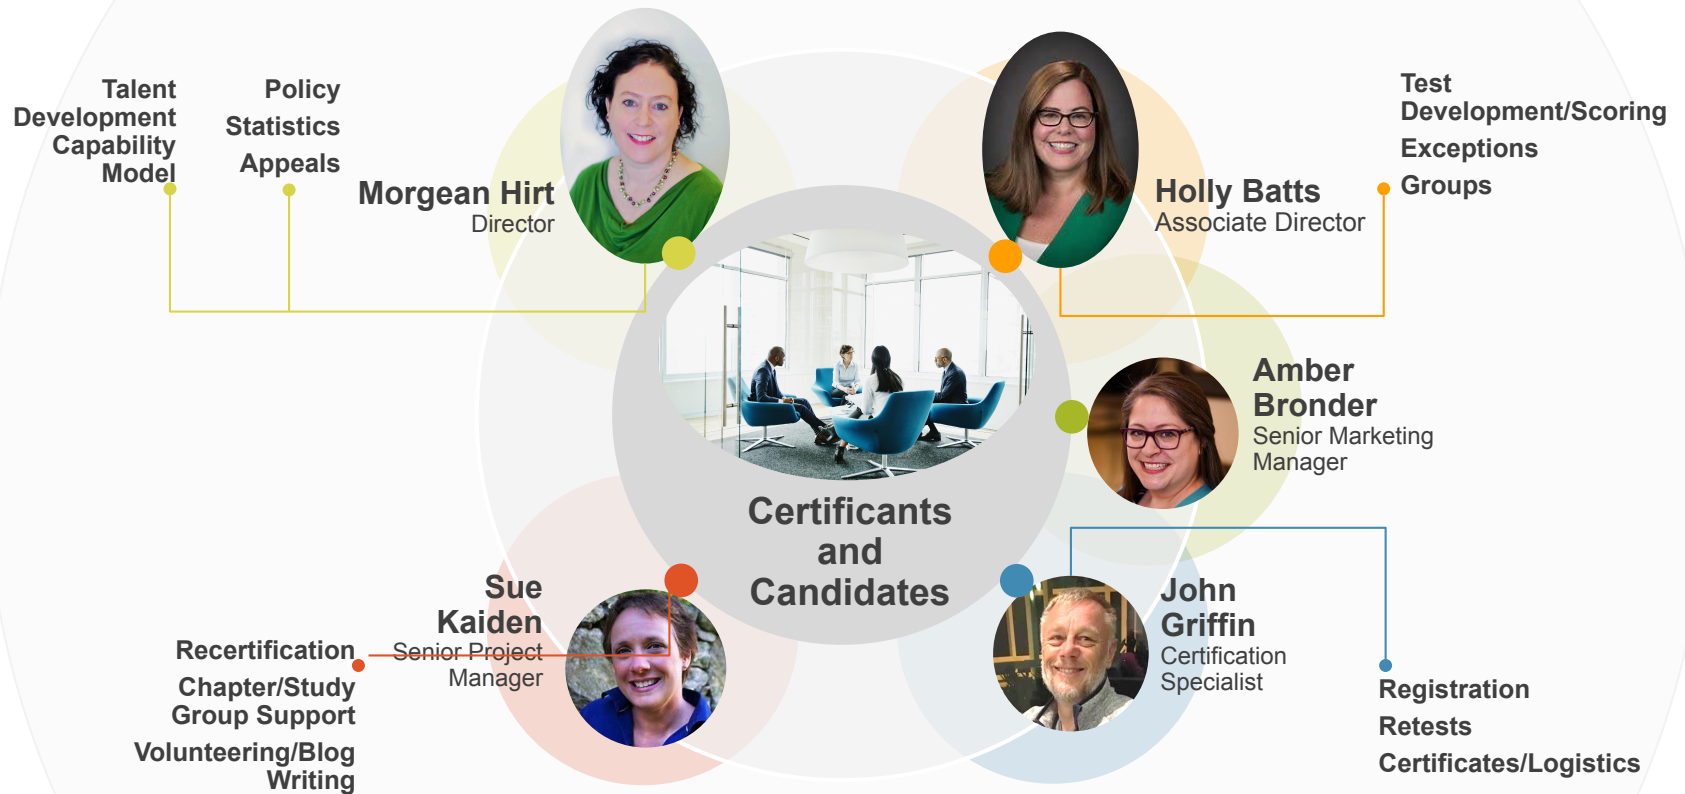 Talent
Development
Capability
Model
Policy
Statistics
Appeals
Morgean Hirt
Director
Holly Batts
Associate Director
Test
Development/Scoring
Exceptions
Groups
Amber
Bronder
Senior Marketing
Manager
Certificants
and
Candidates
Sue
Kaiden
Senior Project
Manager
Recertification
Chapter/Study
Group Support
Volunteering/Blog
Writing
John
Griffin
Certification
Specialist
Registration
Retests
Certificates/Logistics